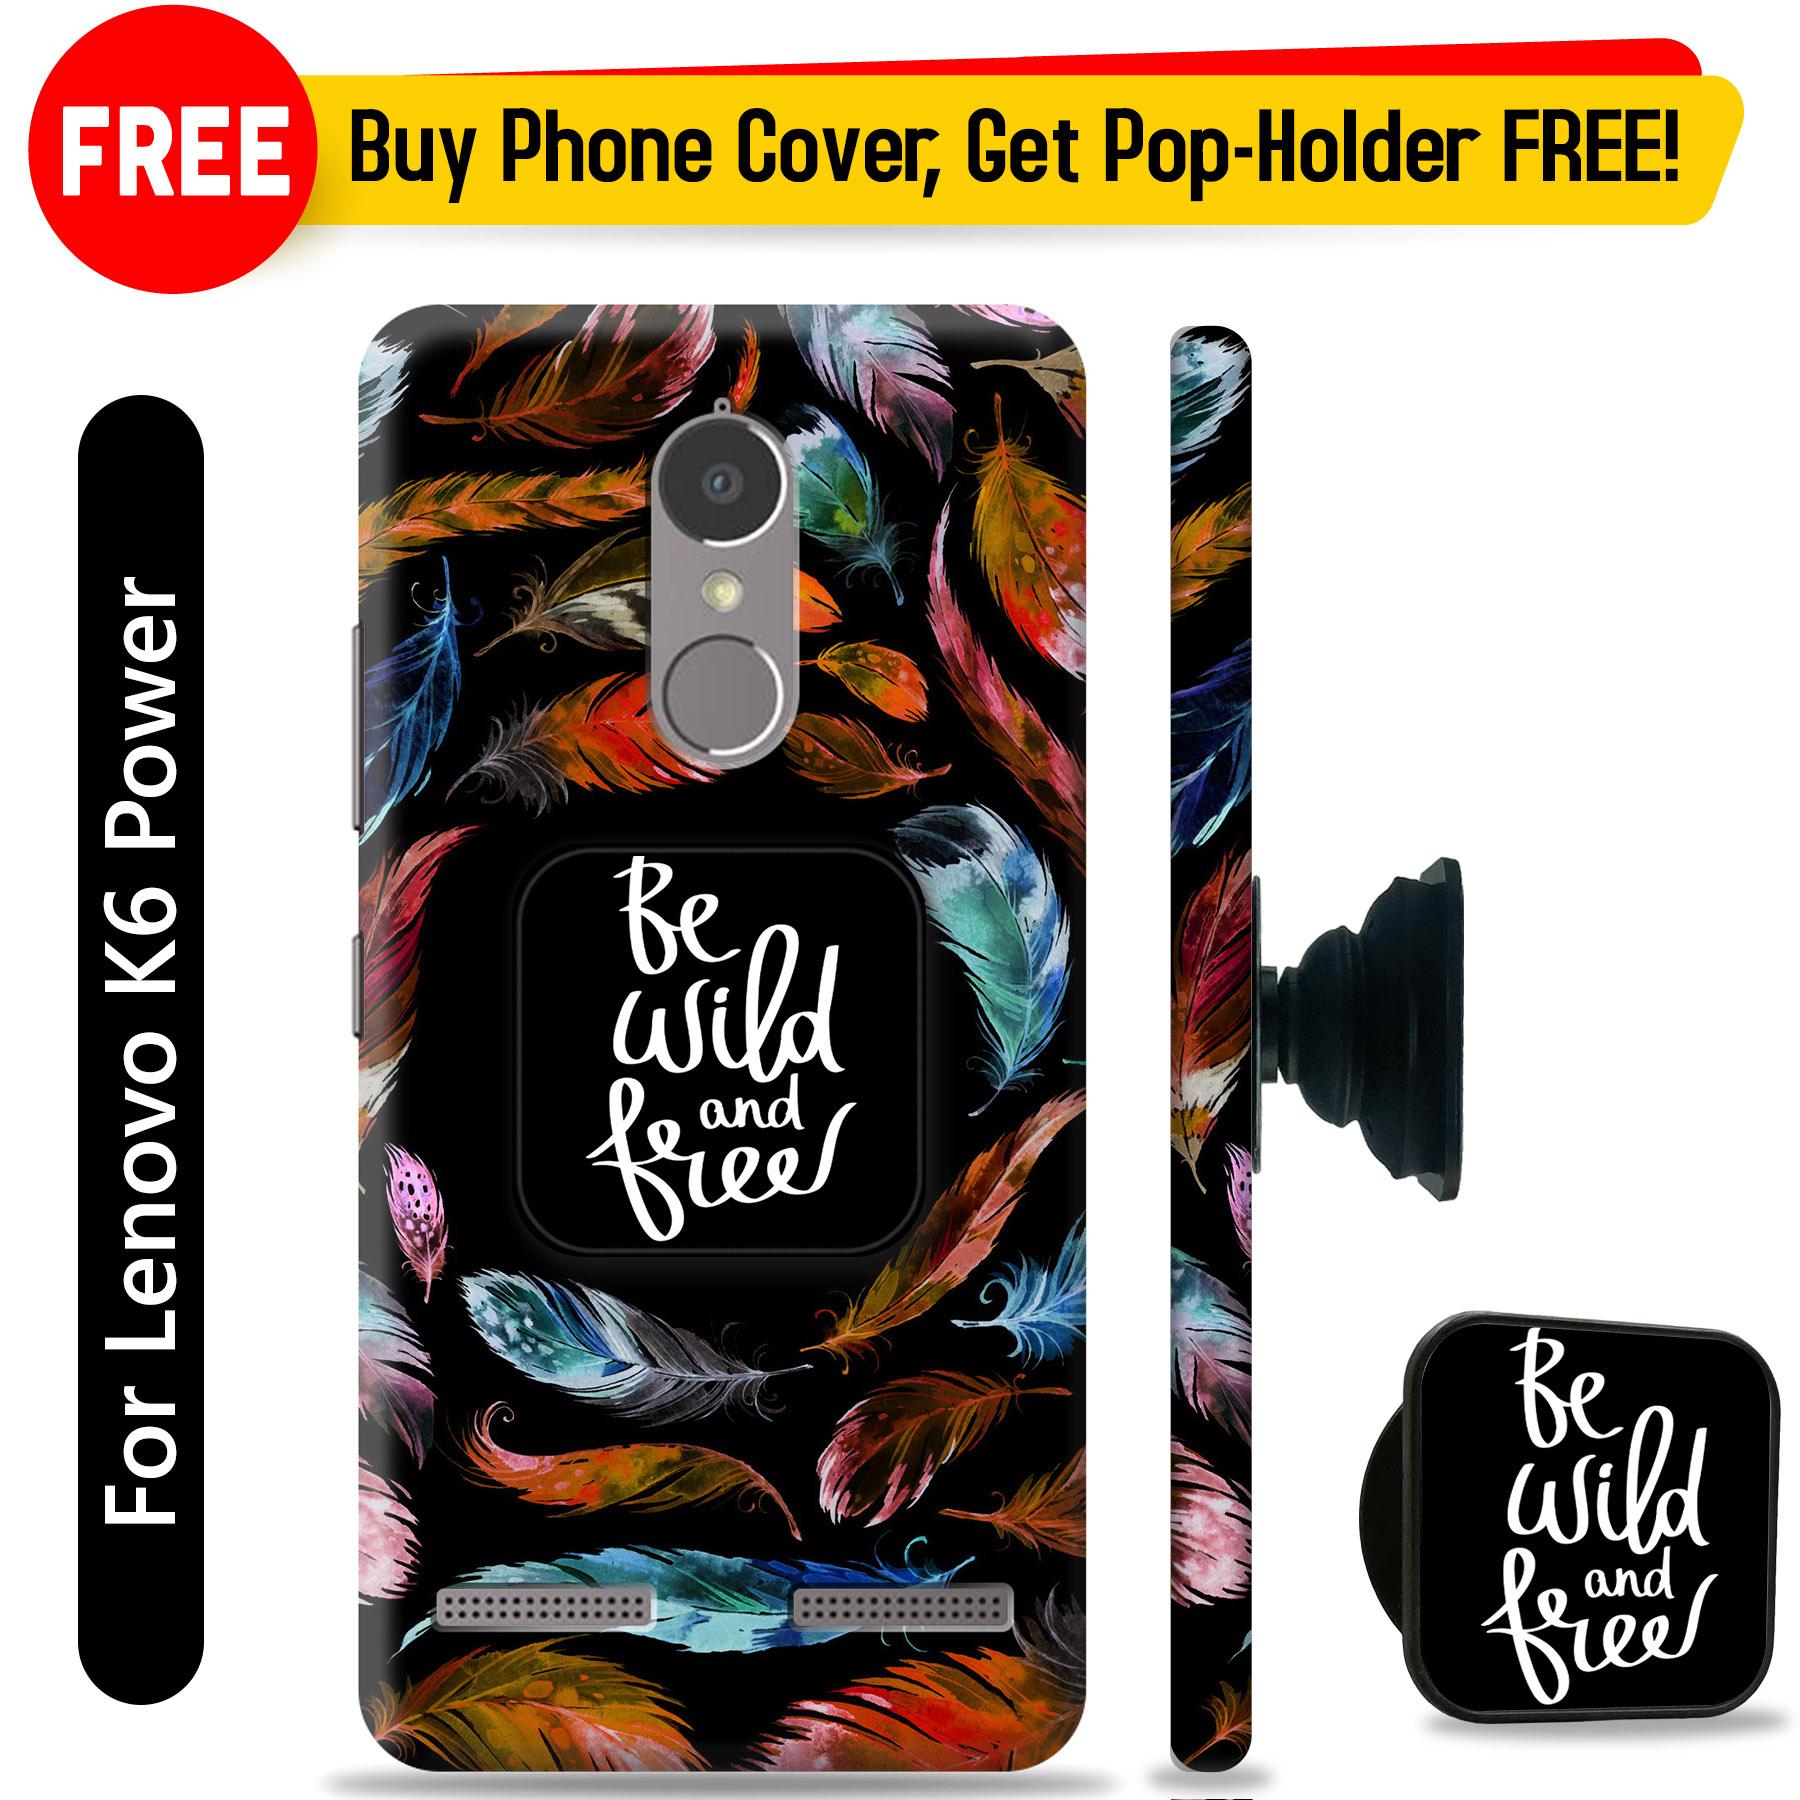 FREE
Buy Phone Cover, Get Pop-Holder FREE!
For Lenovo K6 Power
Be
wild
and
free
Be
wild
and
free